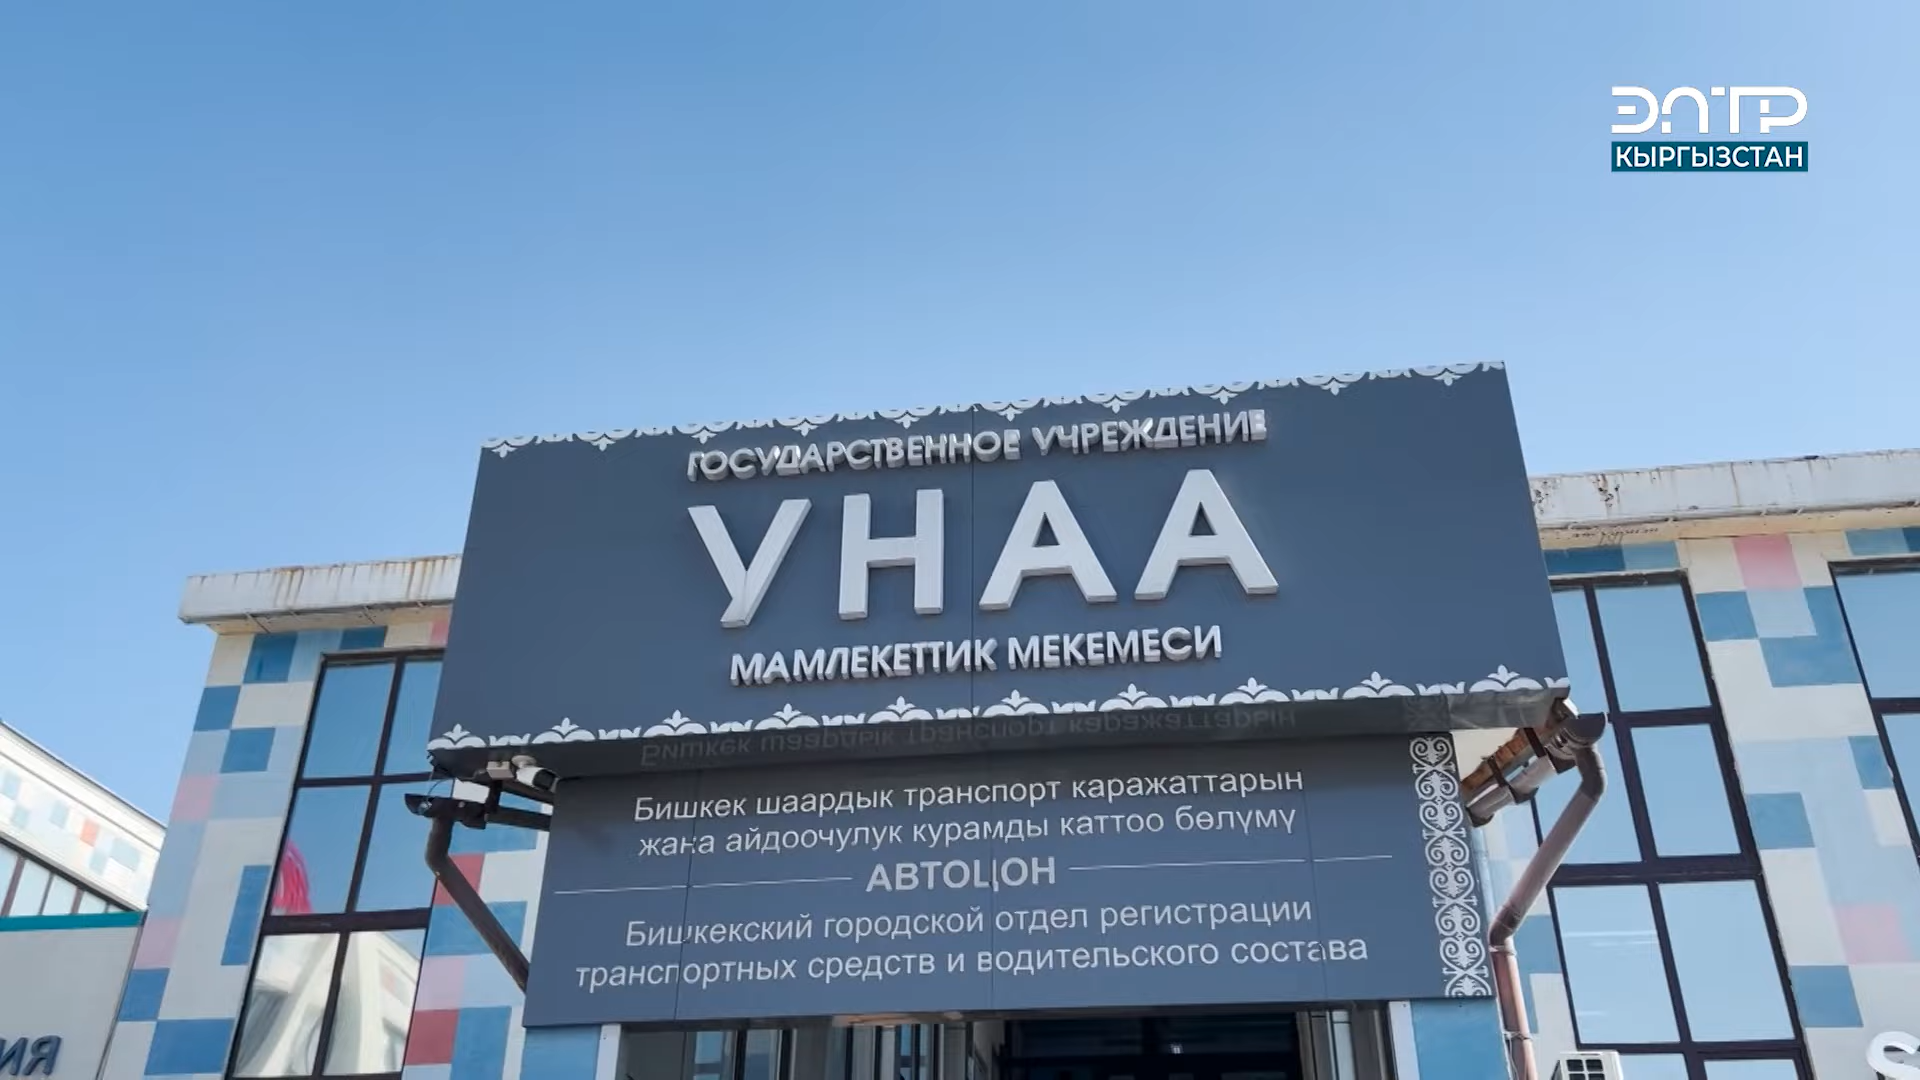 ЭЛТР
КЫРГЫЗСТАН
ГОСУДАРСТВЕННОЕ УЧРЕЖДЕНИЕ
УНАА
МАМЛЕКЕТТИК МЕКЕМЕСИ
Бишкек шаардык транспорт каражаттарын
жана айдоочулук курамды каттоо бөлүмү
АВТОЦОН
Бишкекский городской отдел регистрации
транспортных средств и водительского состава